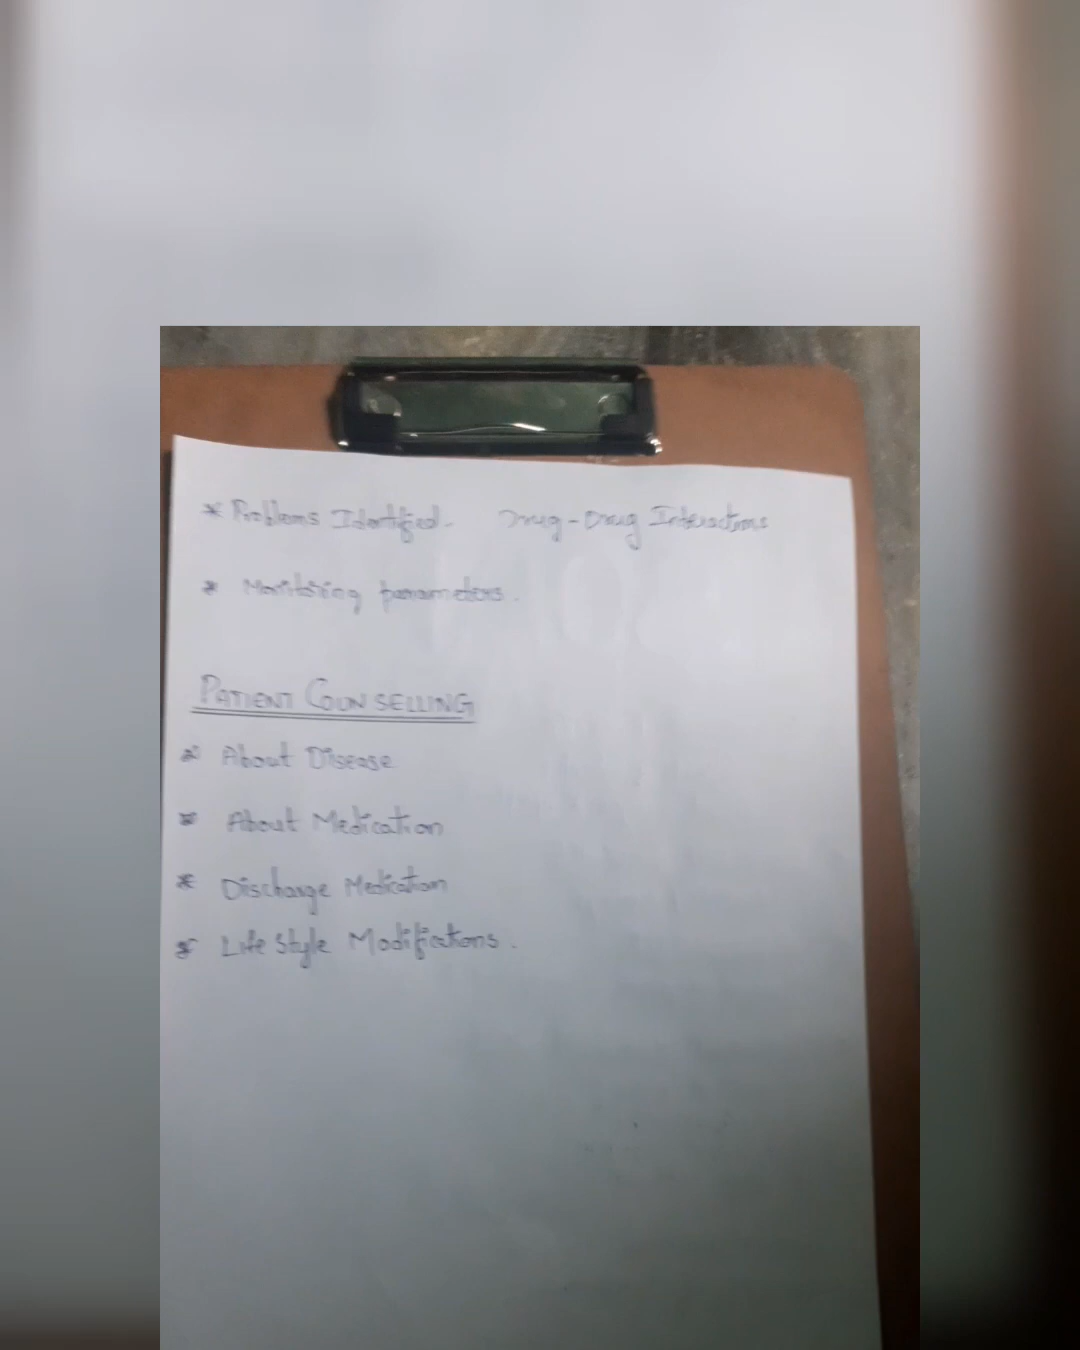 * Problems Identified - Drug-Drug Interactions
* Monitoring parameters.
PATIENT COUNSELLING
* About Disease
* About Medication
* Discharge Medication
* Life Style Modifications.